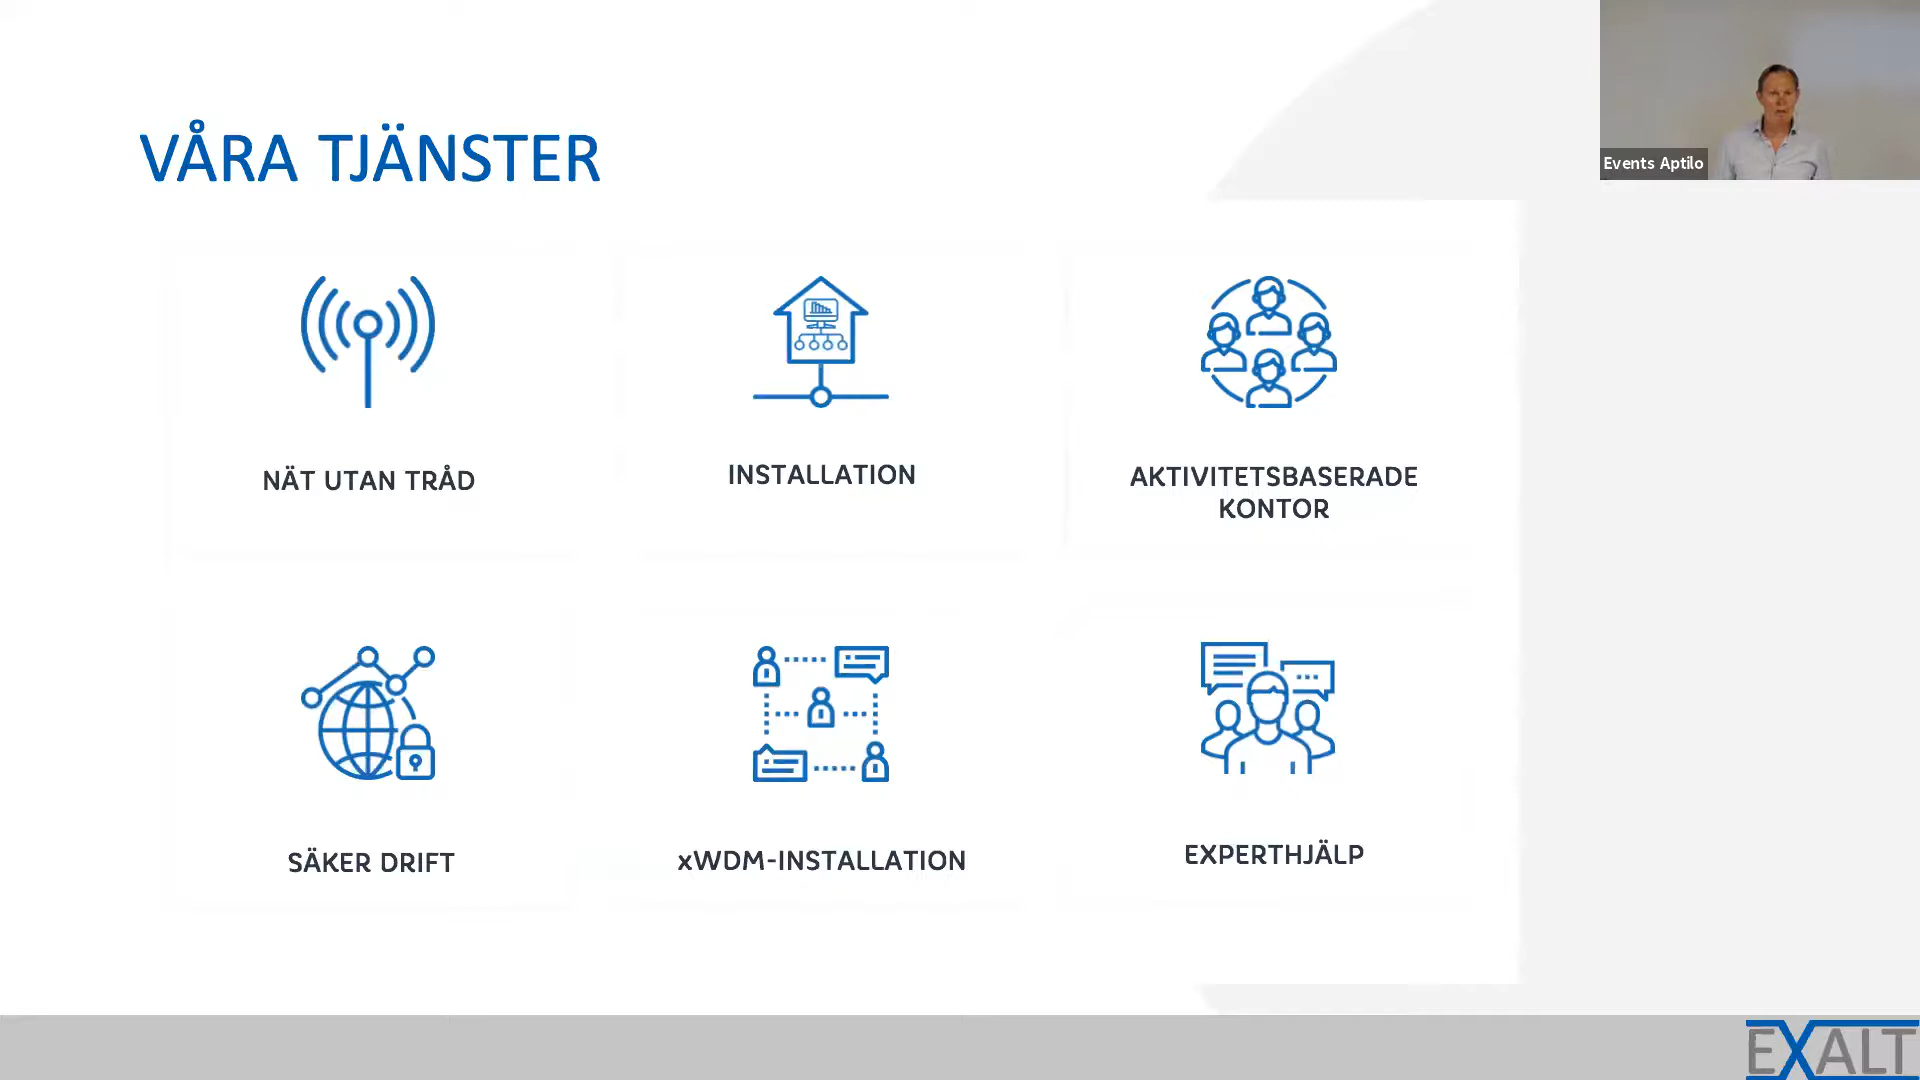 VÅRA TJÄNSTER
Events Aptilo
NÄT UTAN TRÅD
INSTALLATION
AKTIVITETSBASERADE
KONTOR
SÄKER DRIFT
xWDM-INSTALLATION
EXPERTHJÄLP
EXALT